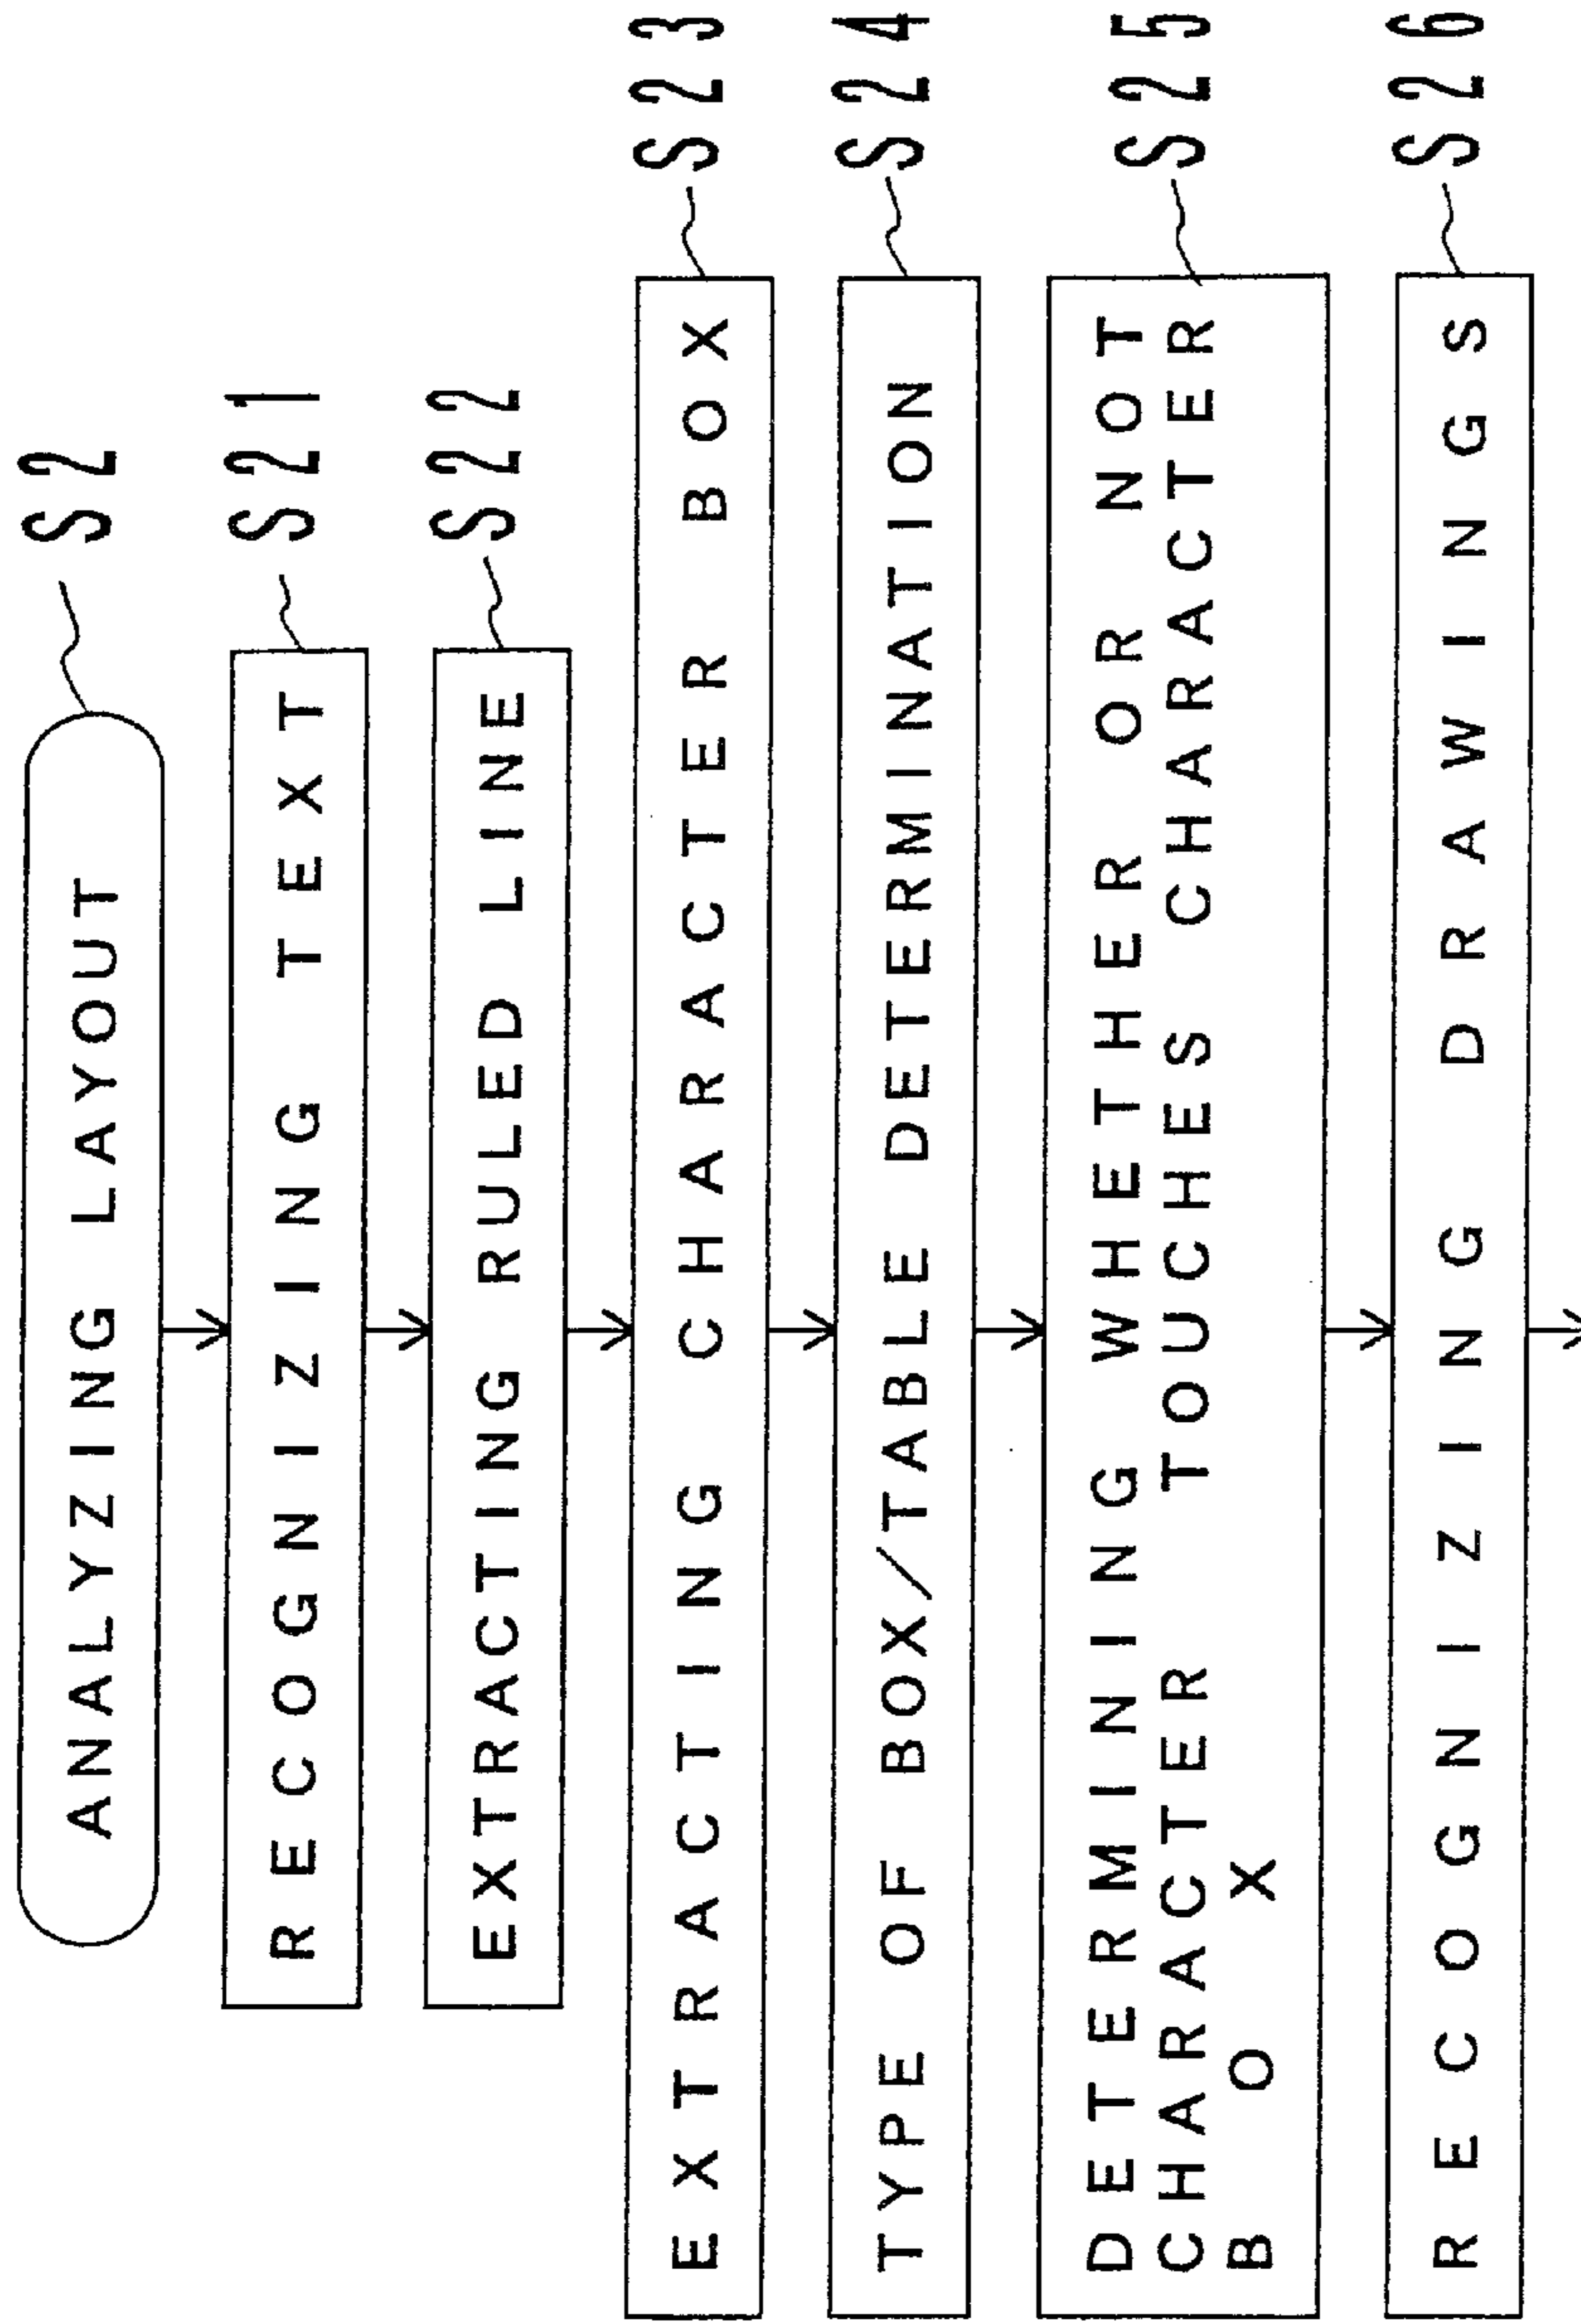 ANALYZING LAYOUT S2
RECOGNIZING TEXT S21
EXTRACTING RULED LINE S22
EXTRACTING CHARACTER BOX S23
TYPE OF BOX/TABLE DETERMINATION S24
DETERMINING WHETHER OR NOT
CHARACTER TOUCHES CHARACTER
BOX
S25
RECOGNIZING DRAWINGS S26